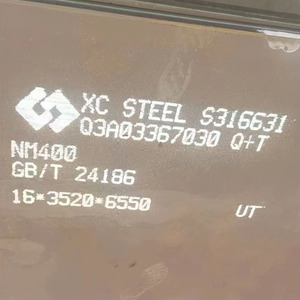 XC STEEL S316631
Q3A03367030 Q+T
NM400
GB/T 24186
16*3520*6550 UT